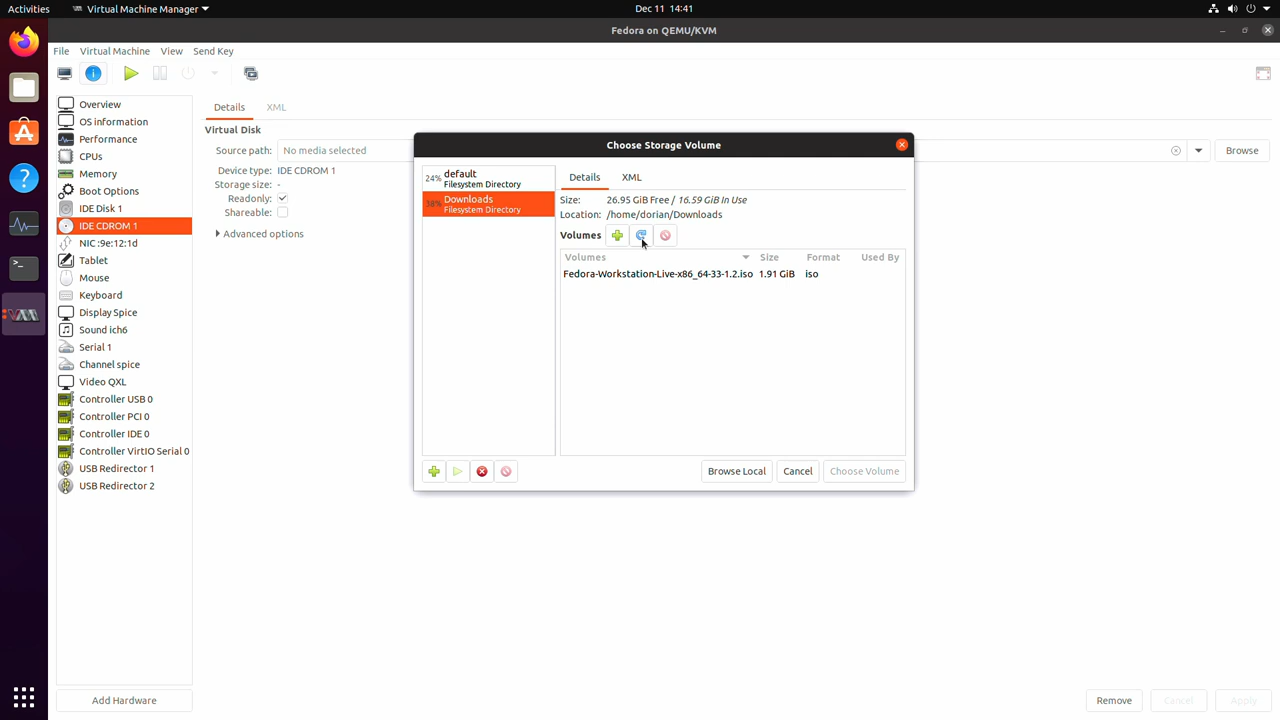 Activities
Virtual Machine Manager
Dec 11 14:41
Fedora on QEMU/KVM
File Virtual Machine View Send Key
Overview
OS information
Performance
CPUs
Memory
Boot Options
IDE Disk 1
IDE CDROM 1
NIC :9e:12:1d
Tablet
Mouse
Keyboard
Display Spice
Sound ich6
Serial 1
Channel spice
Video QXL
Controller USB 0
Controller PCI 0
Controller IDE 0
Controller VirtIO Serial 0
USB Redirector 1
USB Redirector 2
Add Hardware
Details XML
Virtual Disk
Source path: No media selected
Browse
Device type: IDE CDROM 1
Storage size: -
Readonly:
Shareable:
Advanced options
Choose Storage Volume
24% default
Filesystem Directory
38% Downloads
Filesystem Directory
Details XML
Size: 26.95 GiB Free / 16.59 GiB In Use
Location: /home/dorian/Downloads
Volumes
Volumes Size Format Used By
Fedora-Workstation-Live-x86_64-33-1.2.iso 1.91 GiB iso
Browse Local Cancel Choose Volume
Remove Cancel Apply